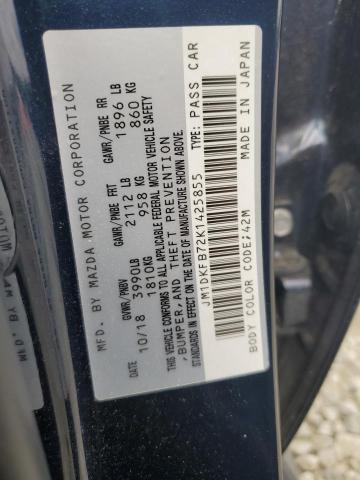 MFD. BY MAZDA MOTOR CORPORATION
GVWR/PNBV GAWR/PNBE FRT GAWR/PNBE RR
DATE 10/18 3990LB 2112 LB 1896 LB
1810KG 958 KG 860 KG
THIS VEHICLE CONFORMS TO ALL APPLICABLE FEDERAL MOTOR VEHICLE SAFETY
, BUMPER, AND THEFT PREVENTION
STANDARDS IN EFFECT ON THE DATE OF MANUFACTURE SHOWN ABOVE.
JM1DKFB72K1425855 TYPE: PASS CAR
BODY COLOR CODE/42M MADE IN JAPAN